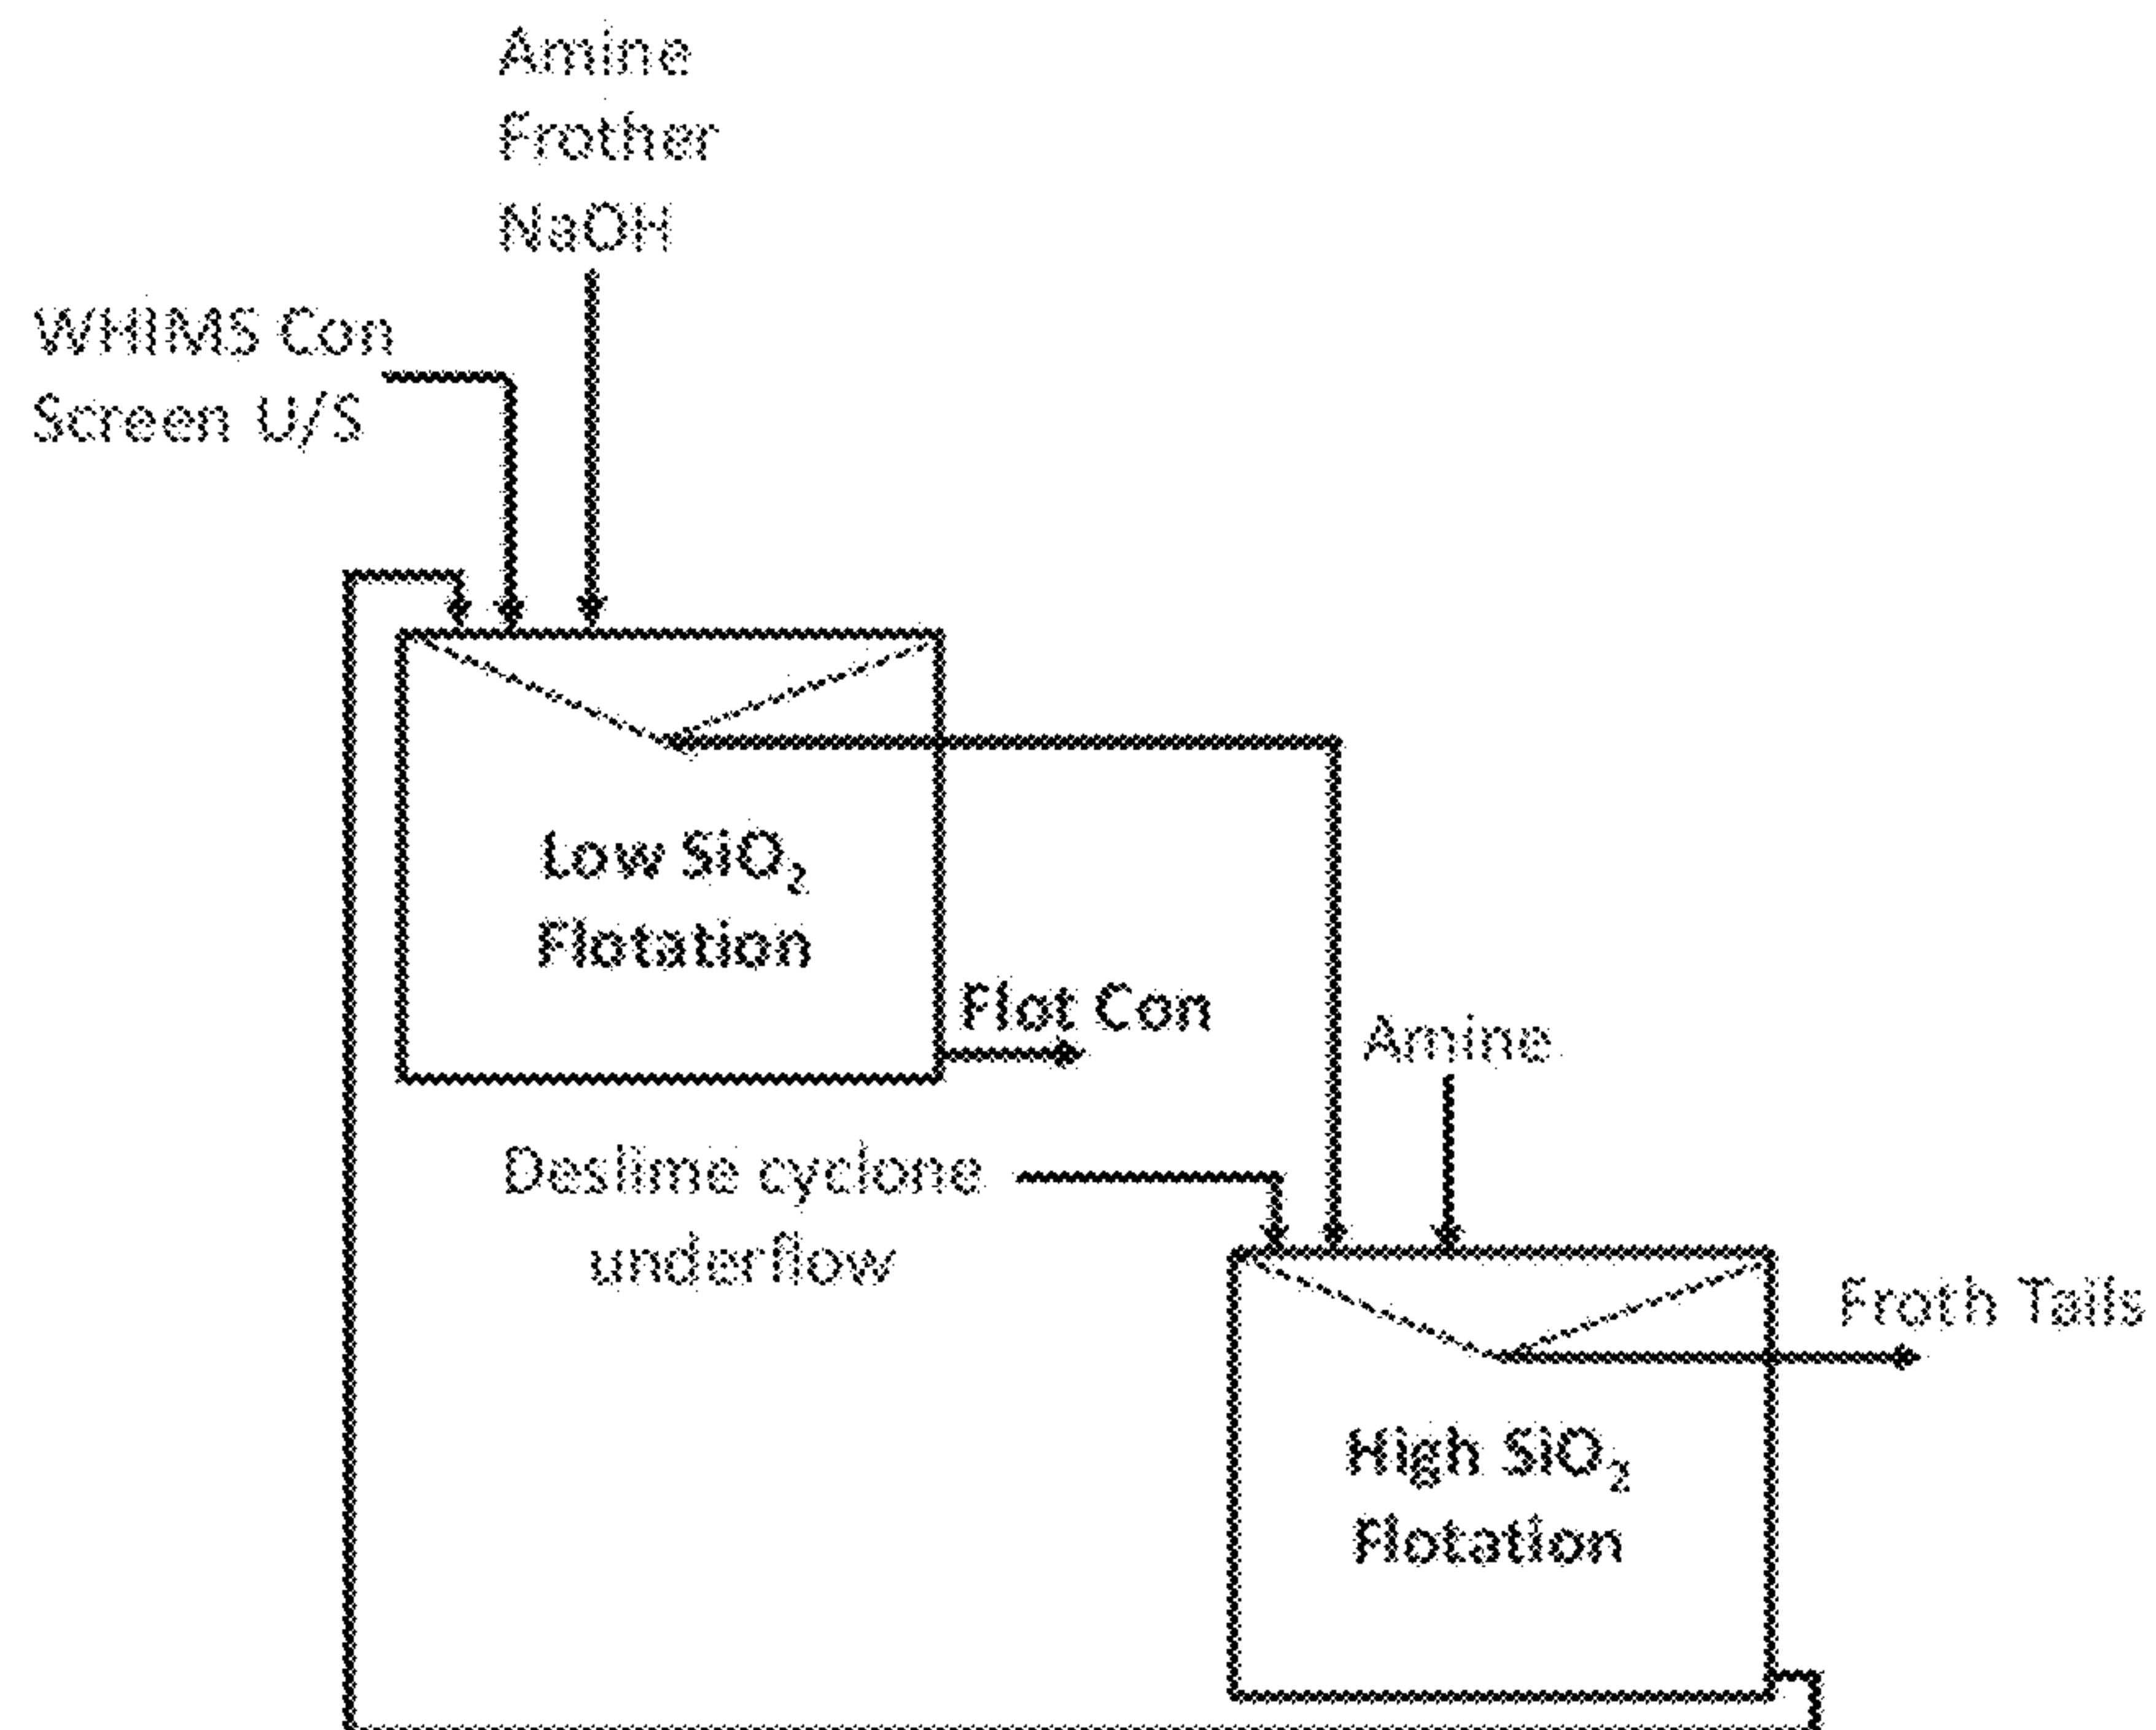 Amine
Frother
NaOH
WHIMS Con
Screen U/S
Low SiO₂
Flotation
Flot Con
Amine
Deslime cyclone
underflow
Froth Tails
High SiO₂
Flotation